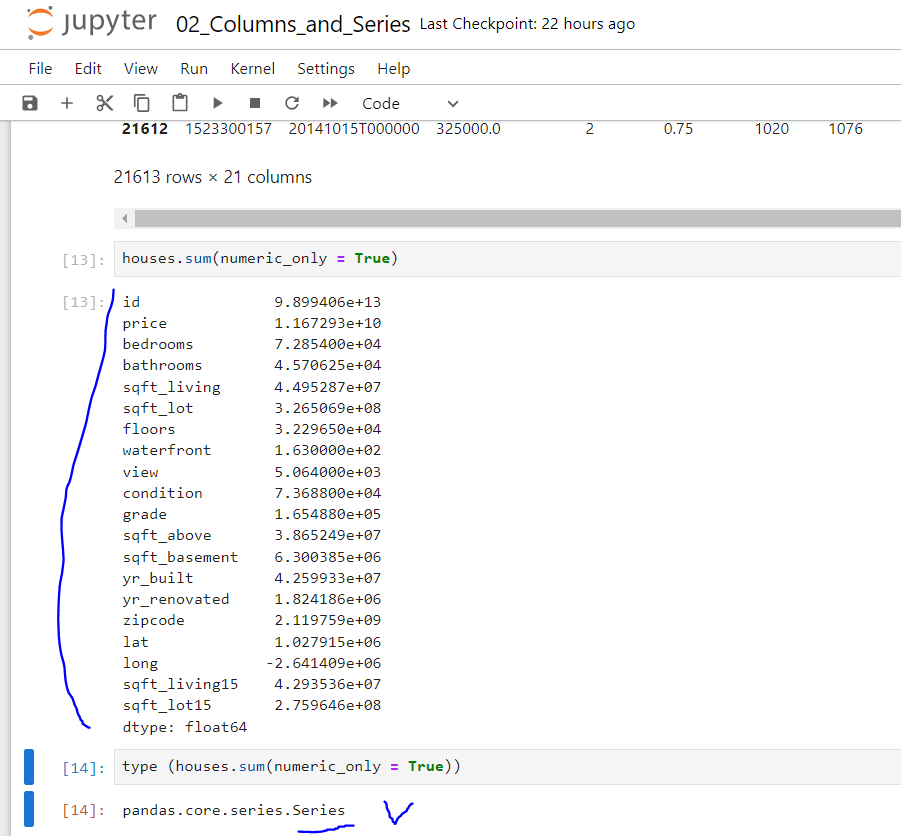 jupyter 02_Columns_and_Series Last Checkpoint: 22 hours ago
File Edit View Run Kernel Settings Help
Code
21612 1523300157 20141015T000000 325000.0 2 0.75 1020 1076
21613 rows × 21 columns
[13]: houses.sum(numeric_only = True)
[13]: id 9.899406e+13
price 1.167293e+10
bedrooms 7.285400e+04
bathrooms 4.570625e+04
sqft_living 4.495287e+07
sqft_lot 3.265069e+08
floors 3.229650e+04
waterfront 1.630000e+02
view 5.064000e+03
condition 7.368800e+04
grade 1.654880e+05
sqft_above 3.865249e+07
sqft_basement 6.300385e+06
yr_built 4.259933e+07
yr_renovated 1.824186e+06
zipcode 2.119759e+09
lat 1.027915e+06
long -2.641409e+06
sqft_living15 4.293536e+07
sqft_lot15 2.759646e+08
dtype: float64
[14]: type (houses.sum(numeric_only = True))
[14]: pandas.core.series.Series